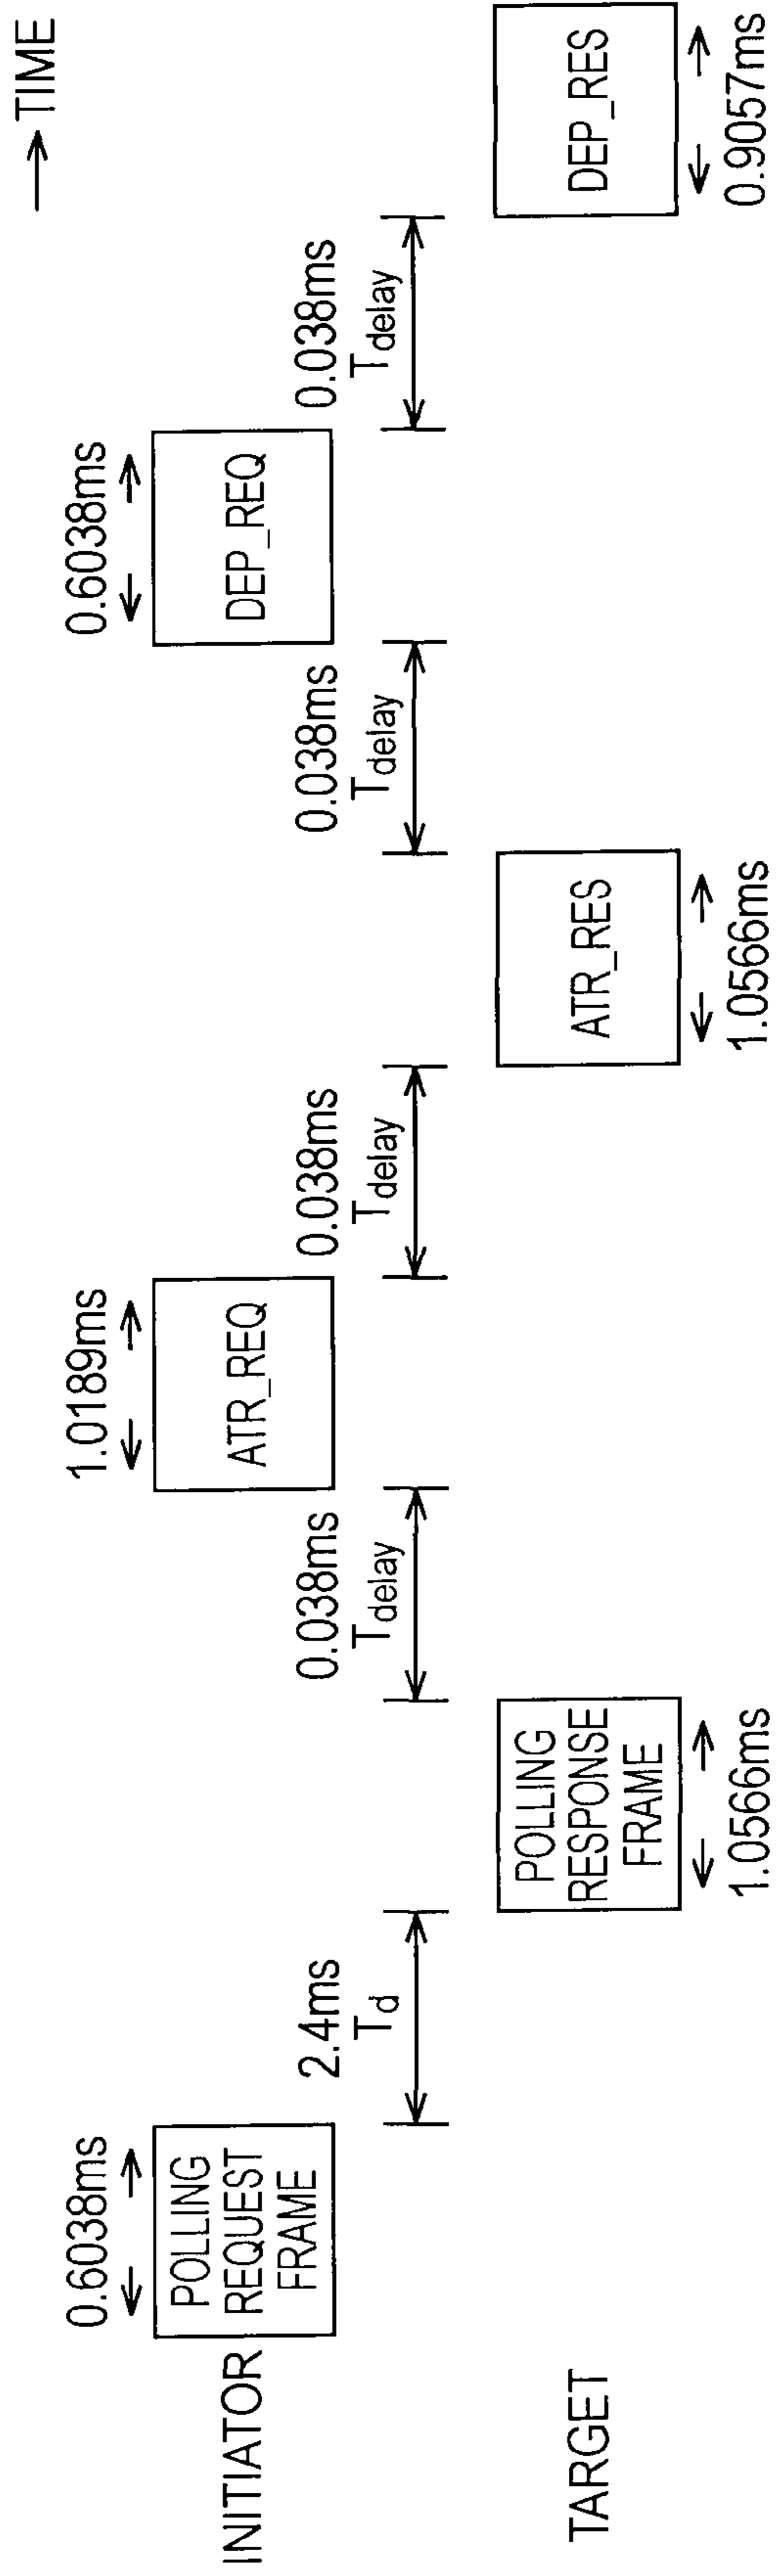 → TIME
0.6038ms
1.0189ms
0.6038ms
INITIATOR
POLLING
REQUEST
FRAME
ATR_REQ
DEP_REQ
2.4ms
Td
0.038ms
Tdelay
0.038ms
Tdelay
0.038ms
Tdelay
0.038ms
Tdelay
TARGET
POLLING
RESPONSE
FRAME
ATR_RES
DEP_RES
1.0566ms
1.0566ms
0.9057ms